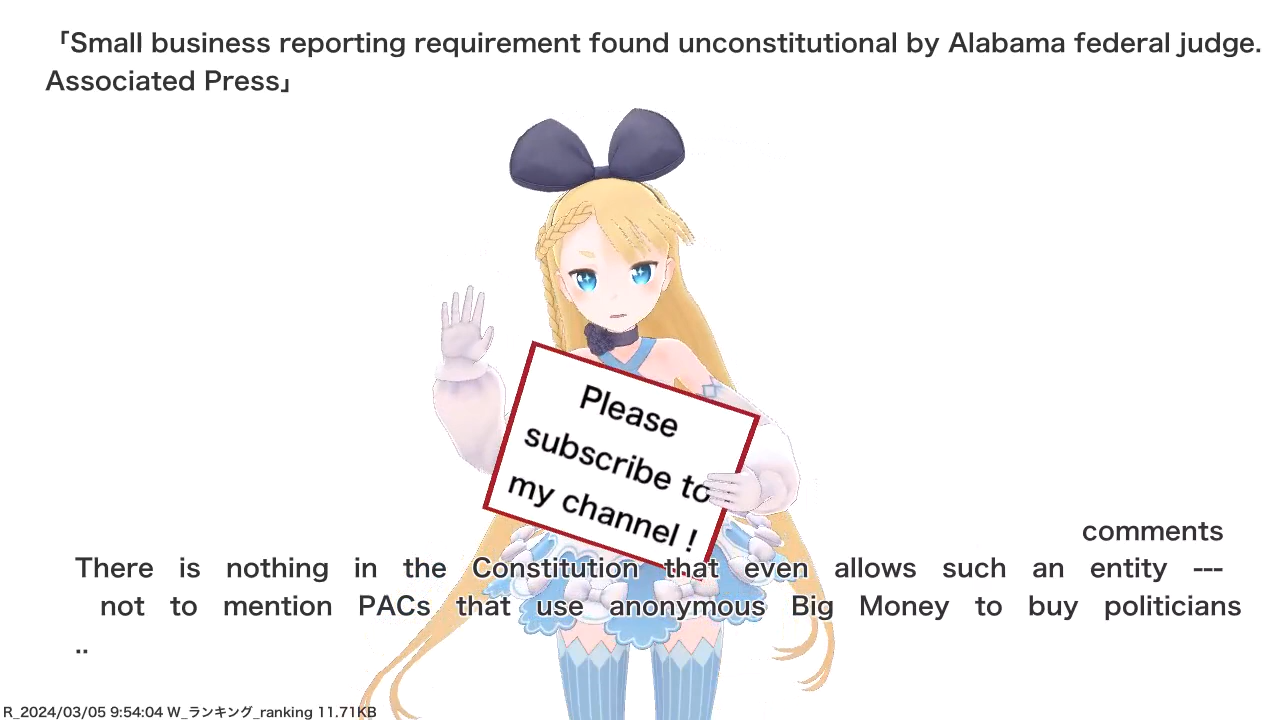 「Small business reporting requirement found unconstitutional by Alabama federal judge.
Associated Press」
Please
subscribe to
my channel !
comments
There is nothing in the Constitution that even allows such an entity ---
not to mention PACs that use anonymous Big Money to buy politicians
..
R_2024/03/05 9:54:04 W_ランキング_ranking 11.71KB